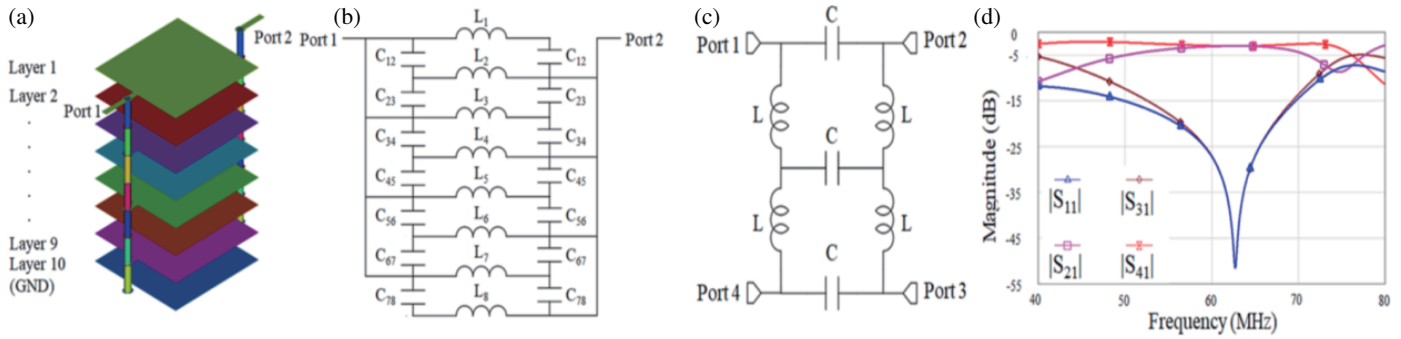 (a)
Port 2
Layer 1
Layer 2
Port 1
.
.
.
.
.
Layer 9
Layer 10
(GND)
(b)
Port 1
Port 2
L1
C12
C12
L2
C23
C23
L3
C34
C34
L4
C45
C45
L5
C56
C56
L6
C67
C67
L7
C78
C78
L8
(c)
C
Port 1
Port 2
L
L
C
L
L
C
Port 4
Port 3
(d)
Magnitude (dB)
0
-5
-15
-25
-35
-45
-55
|S11|
|S31|
|S21|
|S41|
40
50
60
70
80
Frequency (MHz)